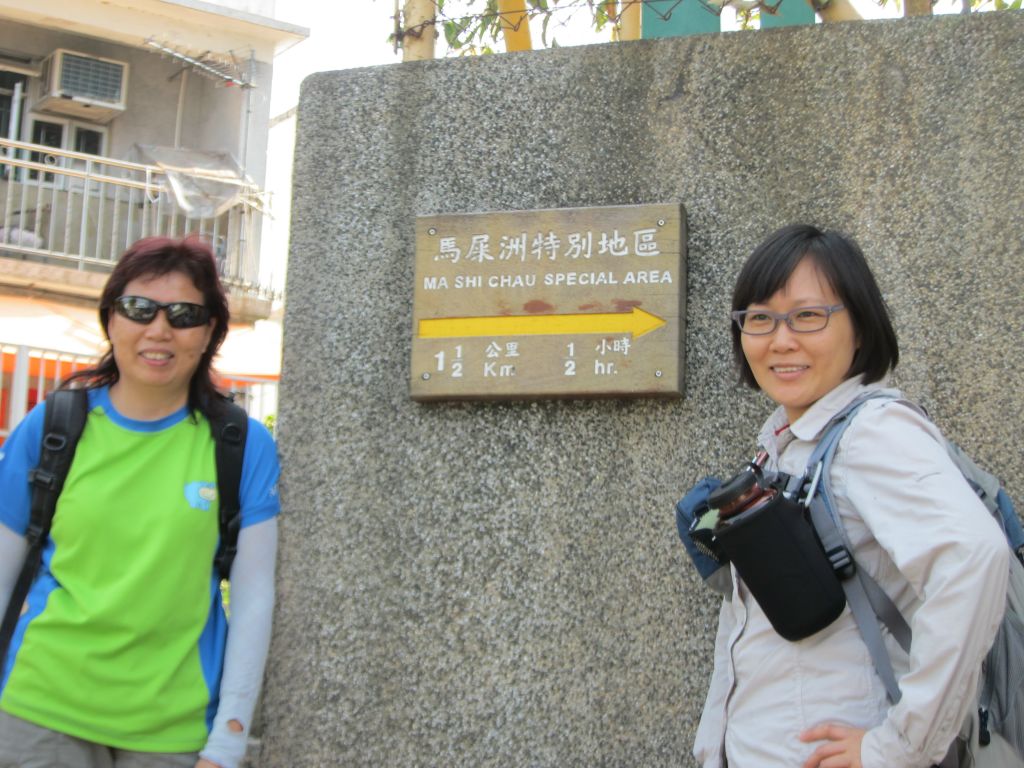 馬屎洲特別地區
MA SHI CHAU SPECIAL AREA
1 1/2 公里 Km. 1/2 小時 hr.